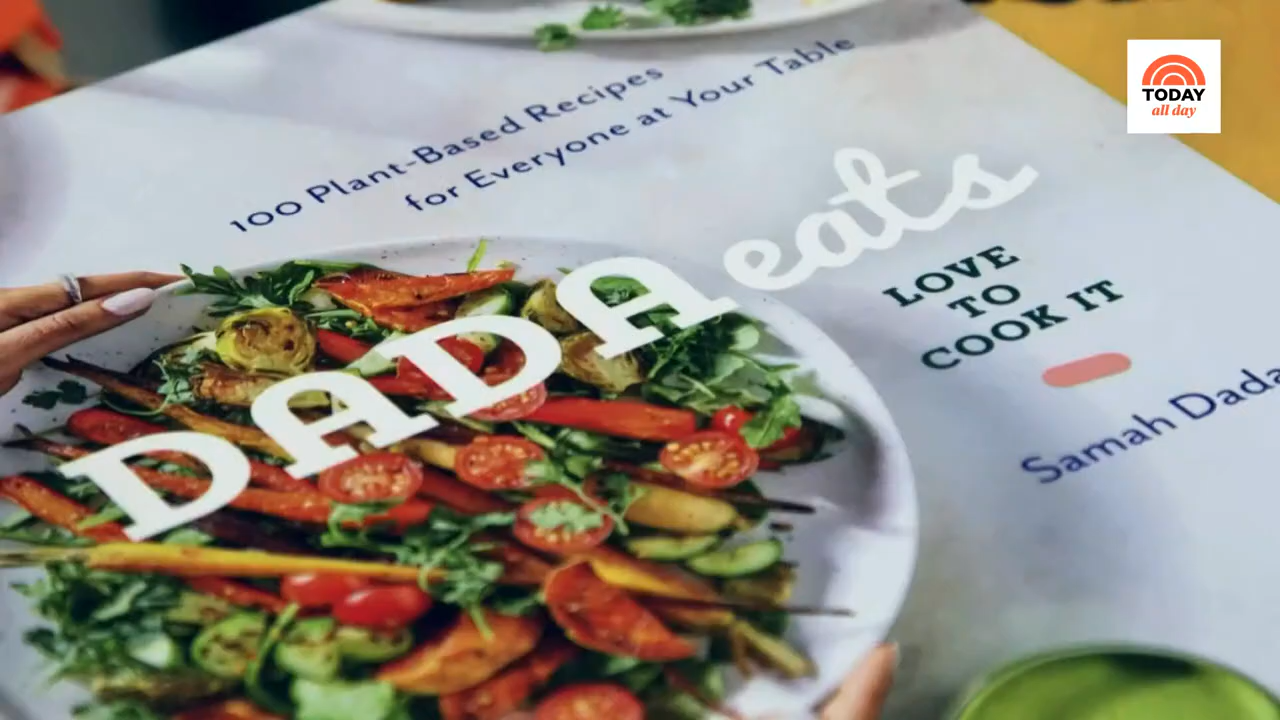 100 Plant-Based Recipes
for Everyone at Your Table
DADA eats
LOVE
TO
COOK IT
Samah Dada
TODAY
all day